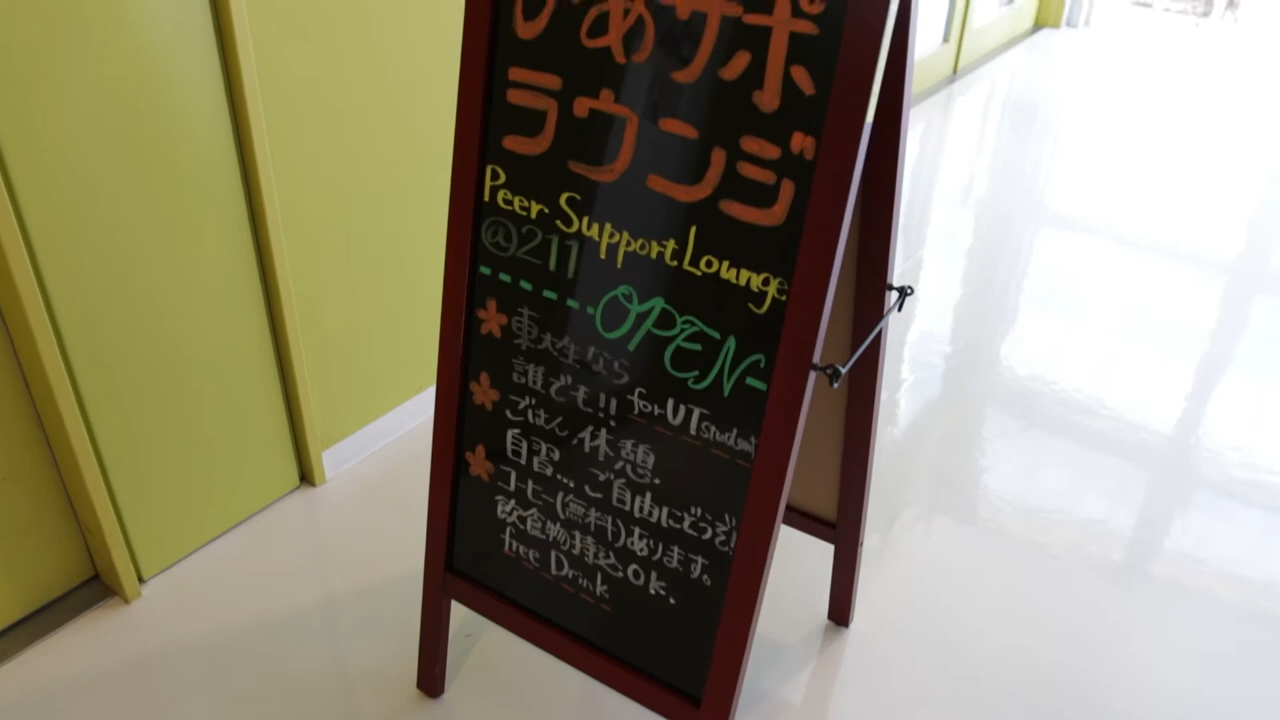 ぴあサポ
ラウンジ
Peer Support Lounge
@211
OPEN
東大生なら
誰でも!! for UT student
ごはん、休憩
自習...ご自由にどうぞ!
コーヒー(無料)あります。
飲食物持込OK.
free Drink